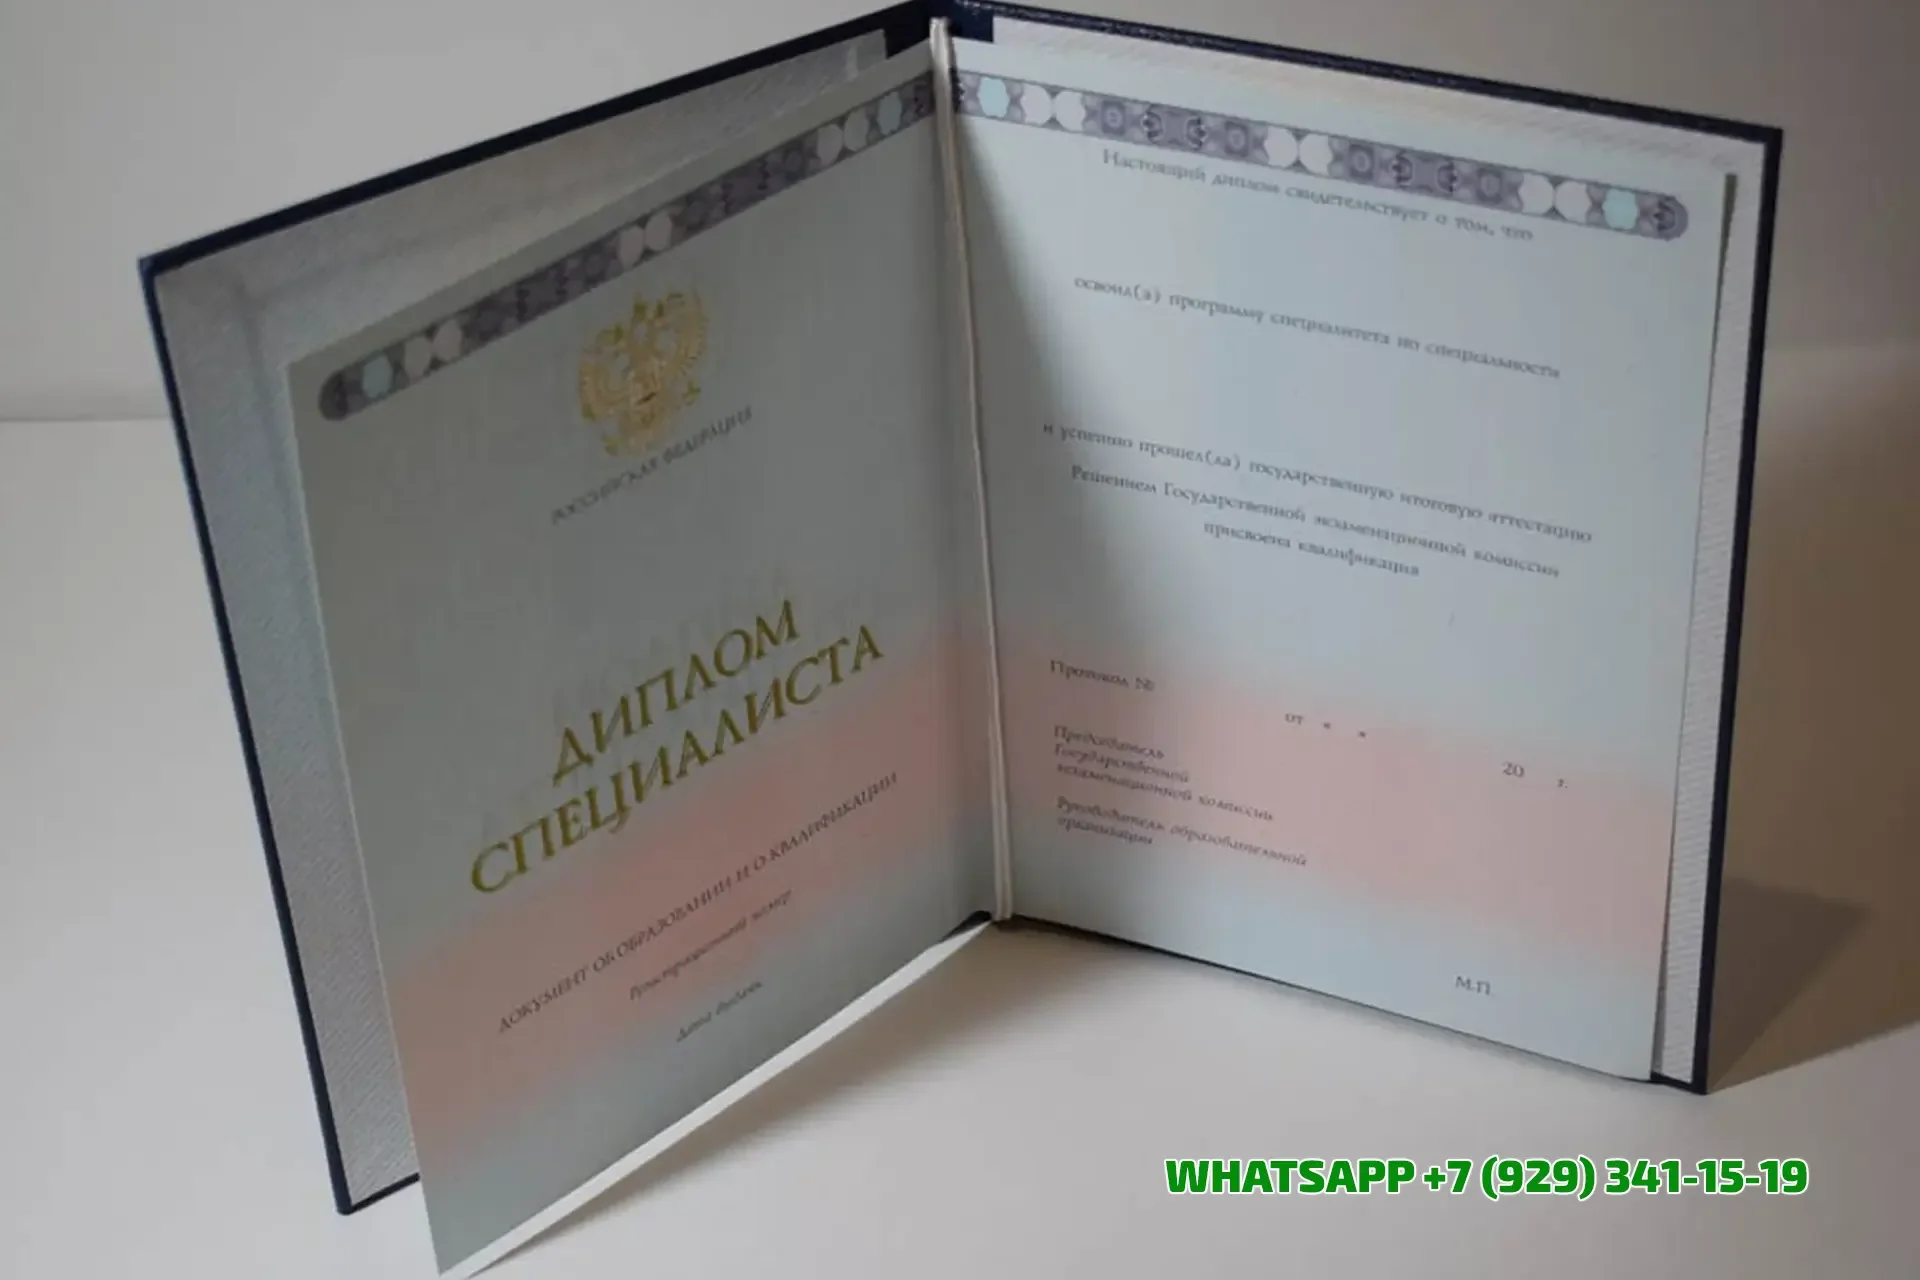 РОССИЙСКАЯ ФЕДЕРАЦИЯ
ДИПЛОМ
СПЕЦИАЛИСТА
ДОКУМЕНТ ОБ ОБРАЗОВАНИИ И О КВАЛИФИКАЦИИ
Регистрационный номер
Дата выдачи
Настоящий диплом свидетельствует о том, что
освоил(а) программу специалитета по специальности
и успешно прошел(ла) государственную итоговую аттестацию
Решением Государственной экзаменационной комиссии
присвоена квалификация
Протокол №
от « » 20 г.
Председатель
Государственной
экзаменационной комиссии
Руководитель образовательной
организации
М.П.
WHATSAPP +7 (929) 341-15-19